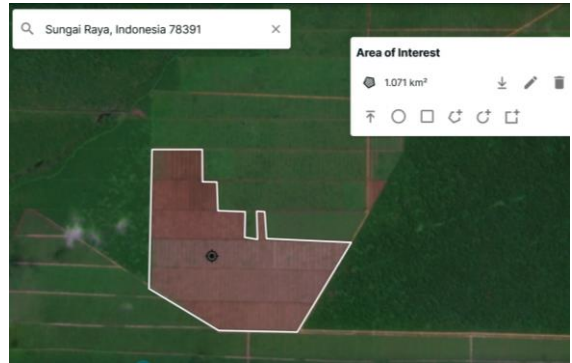 Sungai Raya, Indonesia 78391
Area of Interest
1.071 km²